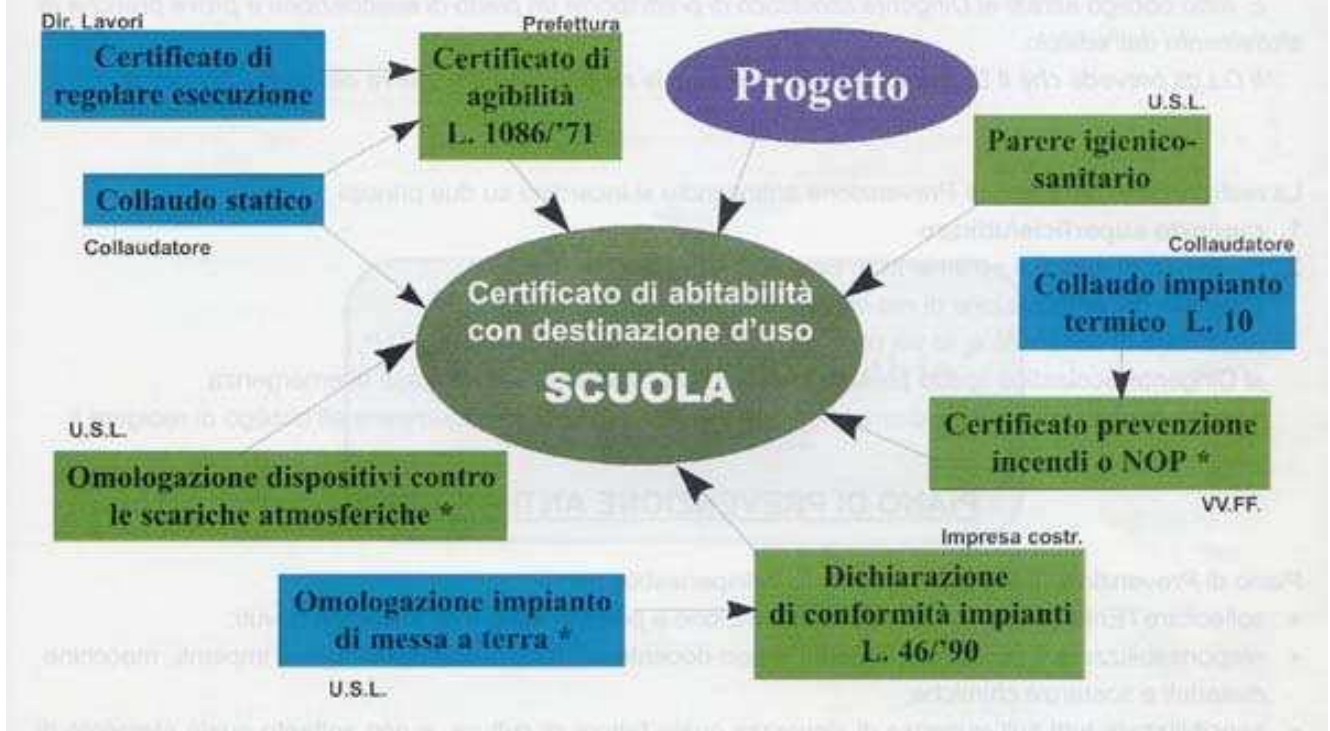 Dir. Lavori
Certificato di
regolare esecuzione
Prefettura
Certificato di
agibilità
L. 1086/'71
Progetto
U.S.L.
Parere igienico-
sanitario
Collaudo statico
Collaudatore
Certificato di abitabilità
con destinazione d'uso
SCUOLA
Collaudatore
Collaudo impianto
termico L. 10
U.S.L.
Omologazione dispositivi contro
le scariche atmosferiche *
Certificato prevenzione
incendi o NOP *
VV.FF.
Omologazione impianto
di messa a terra *
U.S.L.
Impresa costr.
Dichiarazione
di conformità impianti
L. 46/'90